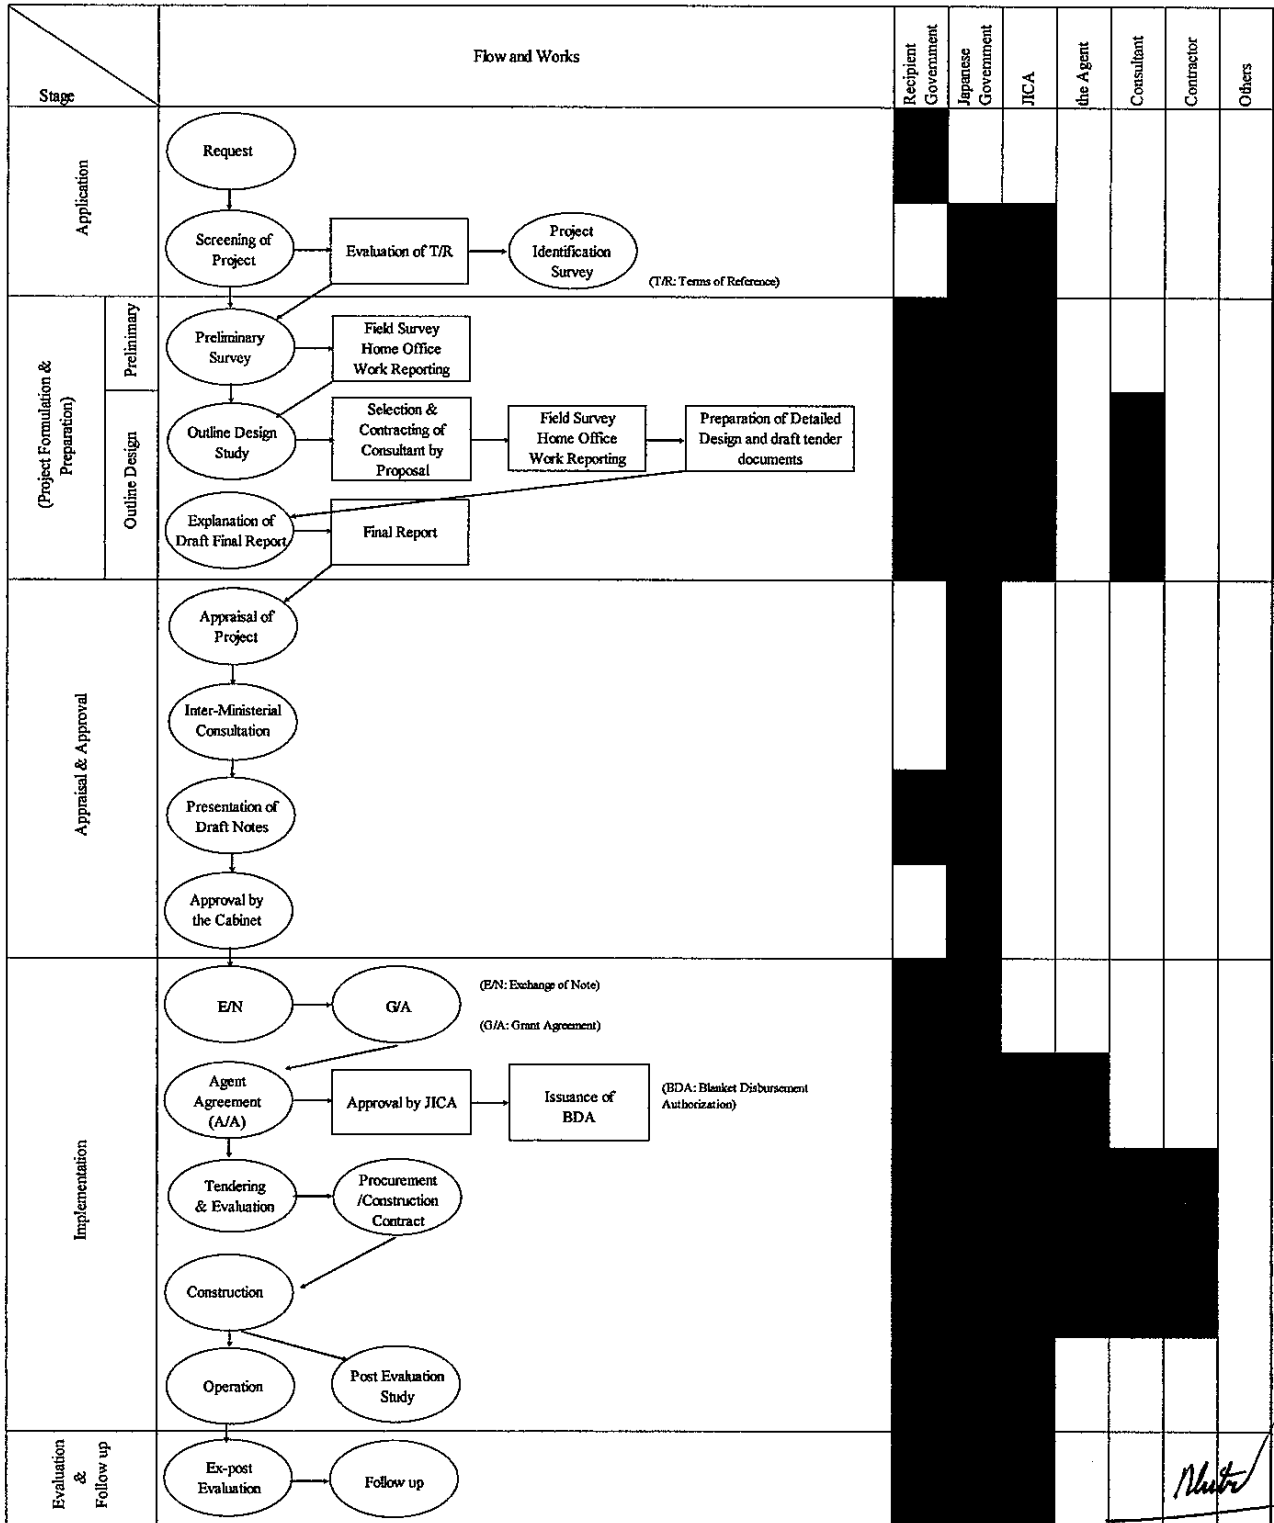 Stage
Flow and Works
Recipient
Government
Japanese
Government
JICA
the Agent
Consultant
Contractor
Others
Application
Request
Screening of
Project
Evaluation of T/R
Project
Identification
Survey
(T/R: Terms of Reference)
(Project Formulation &
Preparation)
Preliminary
Preliminary
Survey
Field Survey
Home Office
Work Reporting
Outline Design
Outline Design
Study
Selection &
Contracting of
Consultant by
Proposal
Field Survey
Home Office
Work Reporting
Preparation of Detailed
Design and draft tender
documents
Explanation of
Draft Final Report
Final Report
Appraisal & Approval
Appraisal of
Project
Inter-Ministerial
Consultation
Presentation of
Draft Notes
Approval by
the Cabinet
Implementation
E/N
G/A
(E/N: Exchange of Note)
(G/A: Grant Agreement)
Agent
Agreement
(A/A)
Approval by JICA
Issuance of
BDA
(BDA: Blanket Disbursement
Authorization)
Tendering
& Evaluation
Procurement
/Construction
Contract
Construction
Operation
Post Evaluation
Study
Evaluation
&
Follow up
Ex-post
Evaluation
Follow up